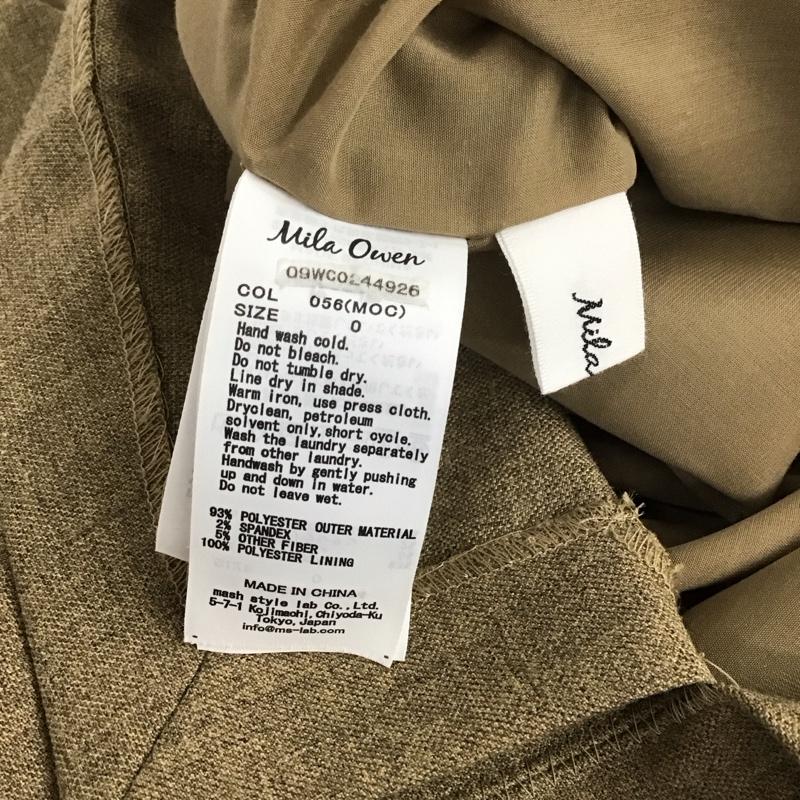 Mila Owen
09WC0244926
COL 056(MOC)
SIZE 0
Hand wash cold.
Do not bleach.
Do not tumble dry.
Line dry in shade.
Warm iron, use press cloth.
Dryclean, petroleum
solvent only,short cycle.
Wash the laundry separately
from other laundry.
Handwash by gently pushing
up and down in water.
Do not leave wet.
93% POLYESTER OUTER MATERIAL
2% SPANDEX
5% OTHER FIBER
100% POLYESTER LINING
MADE IN CHINA
mash style lab Co.,Ltd.
5-7-1 Kojimachi,Chiyoda-Ku
Tokyo,Japan
info@ms-lab.com
Mila